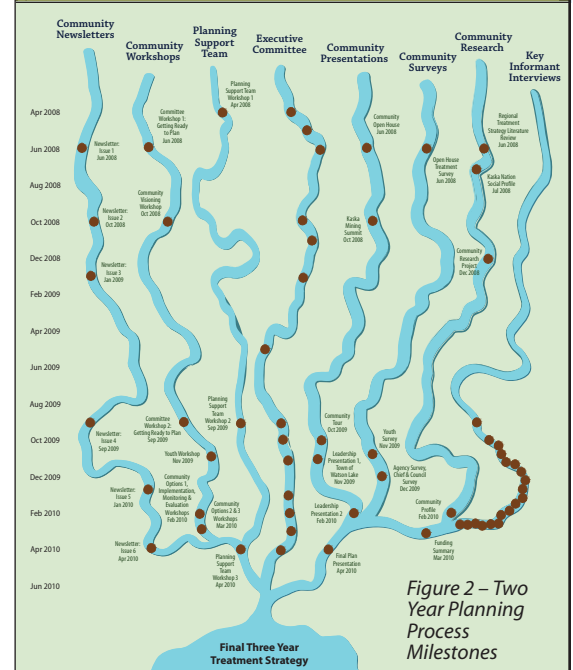 Community
Newsletters
Community
Workshops
Planning
Support
Team
Executive
Committee
Community
Presentations
Community
Surveys
Community
Research
Key
Informant
Interviews
Apr 2008
Jun 2008
Aug 2008
Oct 2008
Dec 2008
Feb 2009
Apr 2009
Jun 2009
Aug 2009
Oct 2009
Dec 2009
Feb 2010
Apr 2010
Jun 2010
Newsletter:
Issue 1
Jun 2008
Newsletter:
Issue 2
Oct 2008
Newsletter:
Issue 3
Jan 2009
Newsletter:
Issue 4
Sep 2009
Newsletter:
Issue 5
Jan 2010
Newsletter:
Issue 6
Apr 2010
Committee
Workshop 1:
Getting Ready
to Plan
Jun 2008
Community
Visioning
Workshop
Oct 2008
Committee
Workshop 2:
Getting Ready to Plan
Sep 2009
Youth Workshop
Nov 2009
Community
Options 1,
Implementation,
Monitoring &
Evaluation
Workshops
Feb 2010
Community
Options 2 & 3
Workshops
Mar 2010
Planning
Support Team
Workshop 1
Apr 2008
Planning
Support
Team
Workshop 2
Sep 2009
Planning
Support
Team
Workshop 3
Apr 2010
Community
Open House
Jun 2008
Kaska
Mining
Summit
Oct 2008
Community
Tour
Oct 2009
Leadership
Presentation 1,
Town of
Watson Lake
Nov 2009
Leadership
Presentation 2
Feb 2010
Final Plan
Presentation
Apr 2010
Open House
Treatment
Survey
Jun 2008
Youth
Survey
Nov 2009
Agency Survey,
Chief & Council
Survey
Dec 2009
Regional
Treatment
Strategy Literature
Review
Jun 2008
Kaska Nation
Social Profile
Jul 2008
Community
Research
Project
Dec 2008
Community
Profile
Feb 2010
Funding
Summary
Mar 2010
Figure 2 – Two
Year Planning
Process
Milestones
Final Three Year
Treatment Strategy